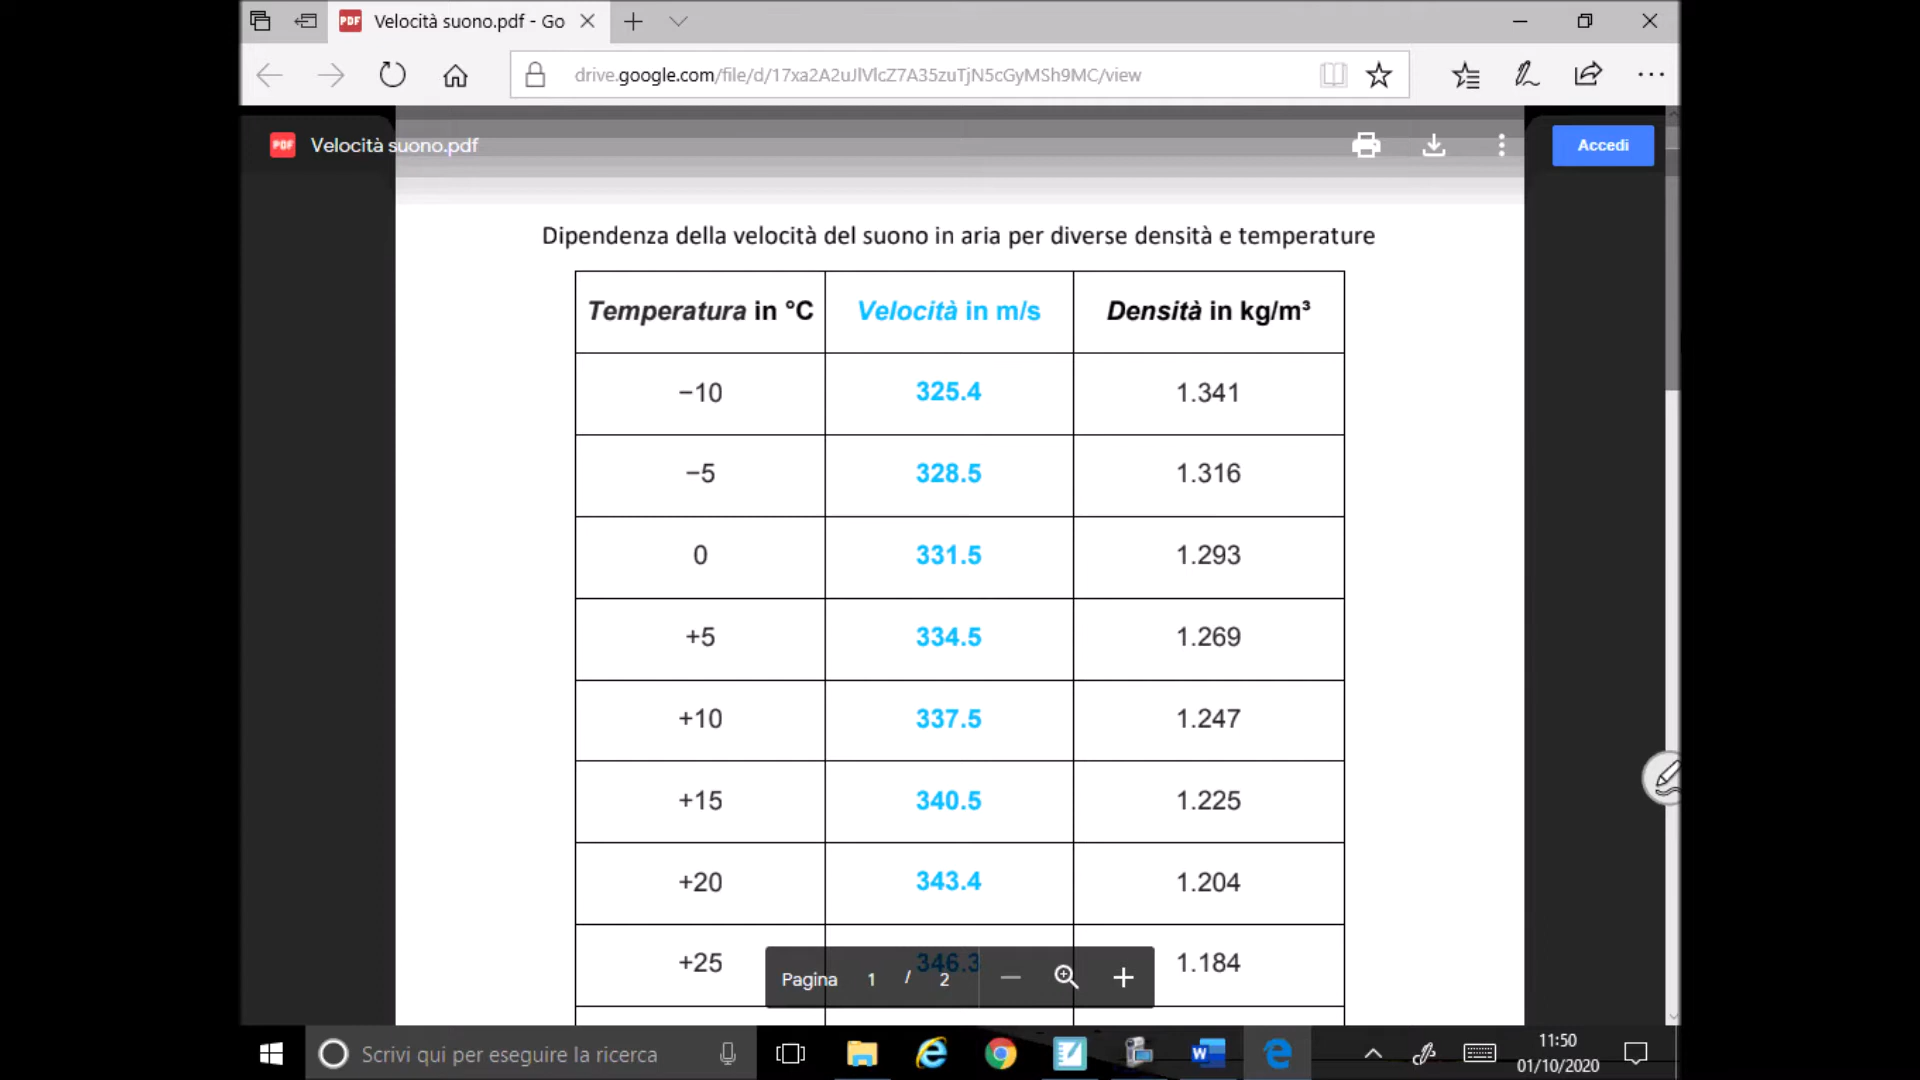 Velocità suono.pdf - Go
drive.google.com/file/d/17xa2A2uJlVlcZ7A35zuTjN5cGyMSh9MC/view
PDF Velocità suono.pdf
Accedi
Dipendenza della velocità del suono in aria per diverse densità e temperature
Temperatura in °C Velocità in m/s Densità in kg/m³
−10 325.4 1.341
−5 328.5 1.316
0 331.5 1.293
+5 334.5 1.269
+10 337.5 1.247
+15 340.5 1.225
+20 343.4 1.204
+25 346.3 1.184
Pagina 1 / 2
Scrivi qui per eseguire la ricerca
11:50
01/10/2020